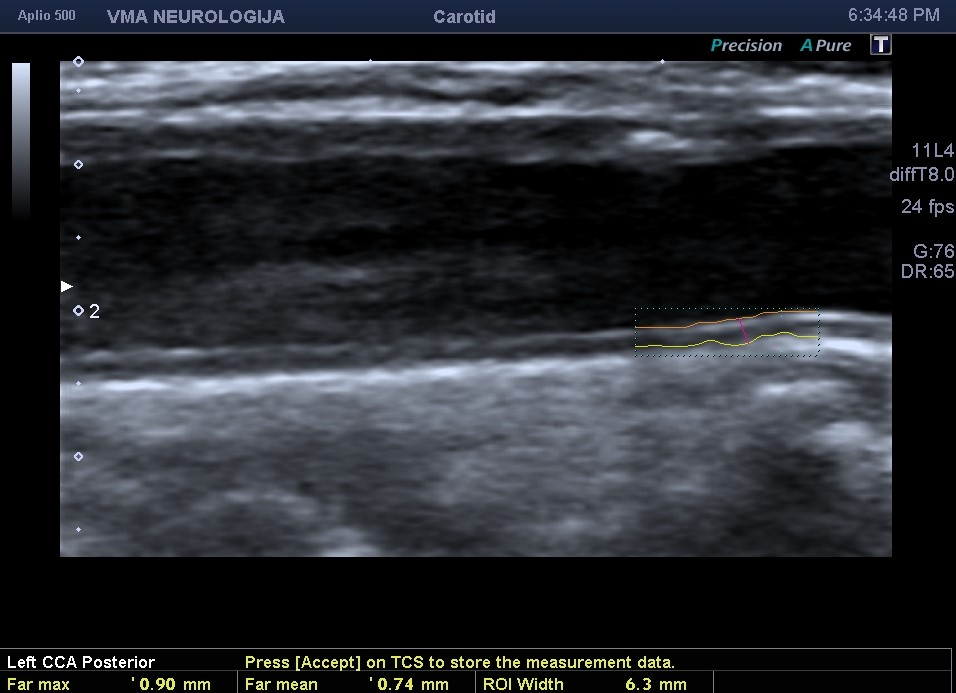 Aplio 500 VMA NEUROLOGIJA Carotid 6:34:48 PM
Precision A Pure T
11L4
diffT8.0
24 fps
G:76
DR:65
2
Left CCA Posterior Press [Accept] on TCS to store the measurement data.
Far max ' 0.90 mm Far mean ' 0.74 mm ROI Width 6.3 mm